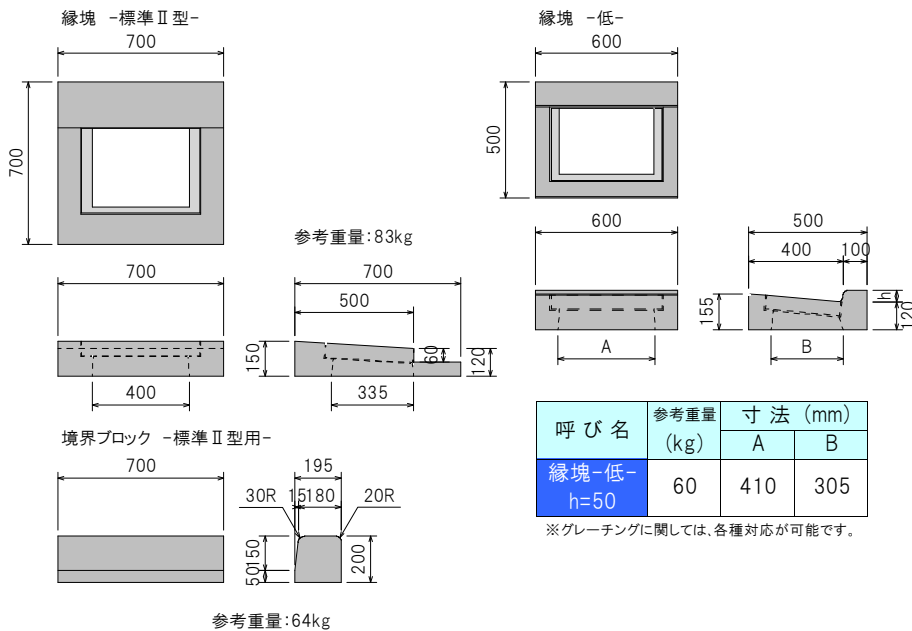 縁塊 -標準Ⅱ型-
700
700
参考重量:83kg
700
400
700
500
150
60
120
335
境界ブロック -標準Ⅱ型用-
700
195
30R
15
180
20R
150
50
200
参考重量:64kg
縁塊 -低-
600
500
600
155
A
500
400
100
h
120
B
呼び名 参考重量(kg) 寸法 (mm)
A B
縁塊-低- h=50 60 410 305
※グレーチングに関しては、各種対応が可能です。